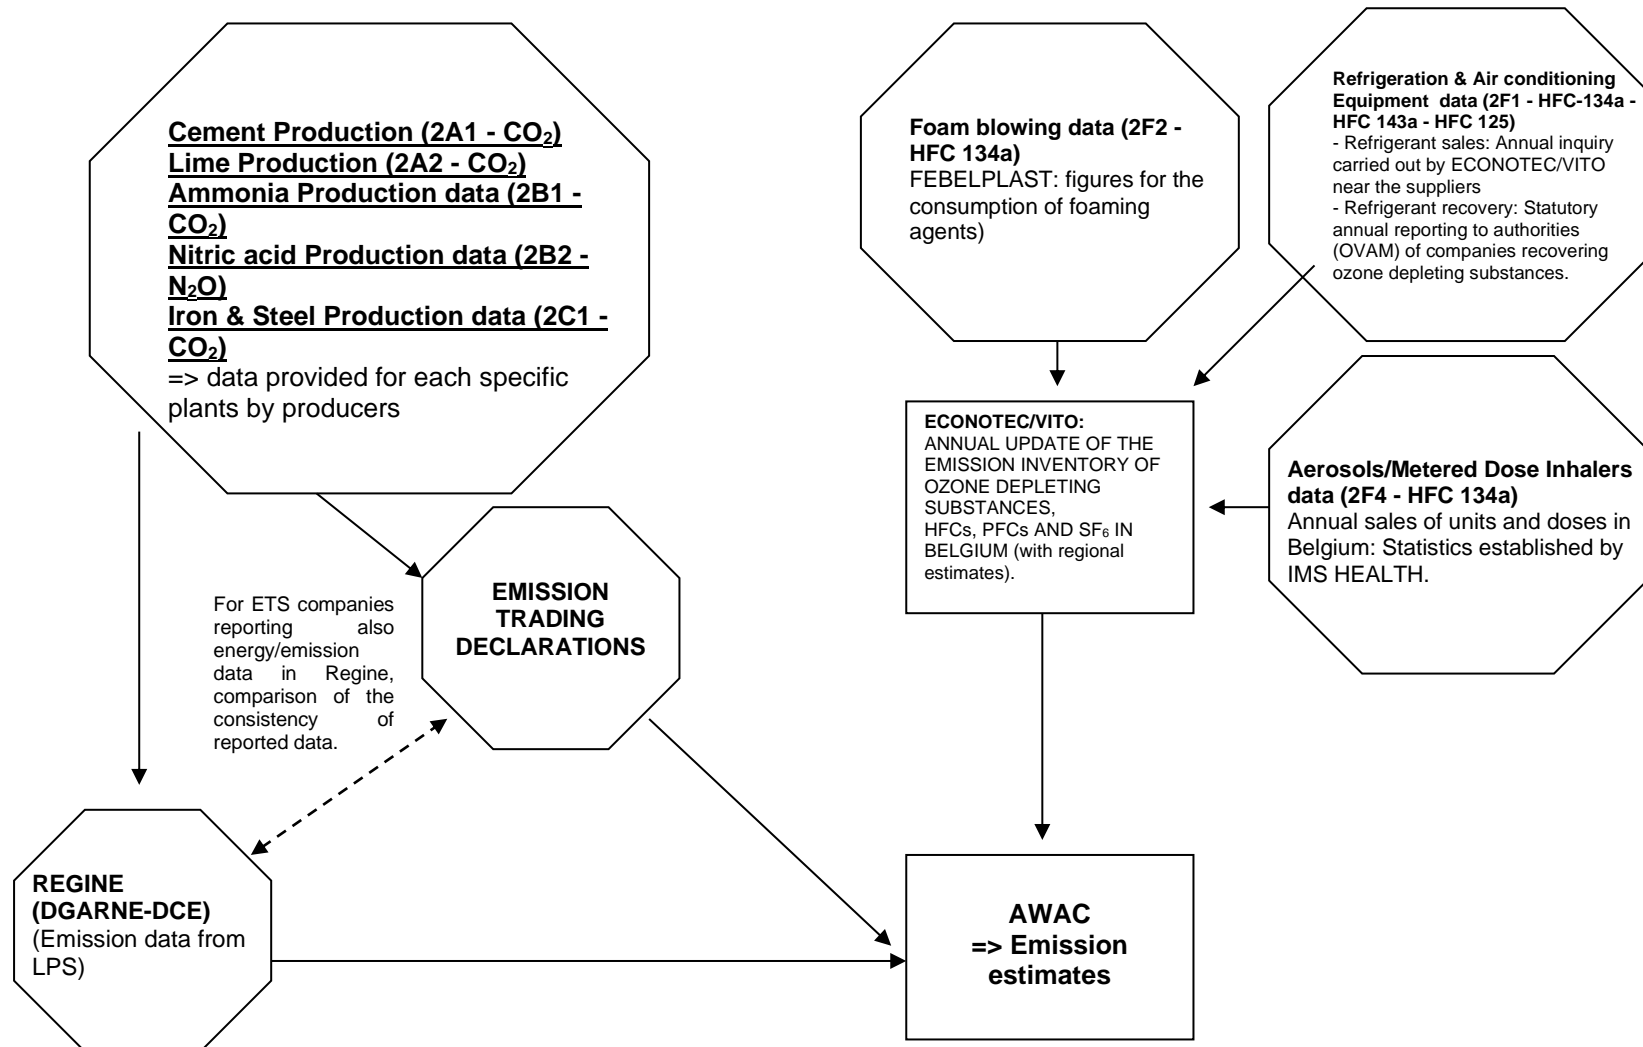 Cement Production (2A1 - CO₂)
Lime Production (2A2 - CO₂)
Ammonia Production data (2B1 -
CO₂)
Nitric acid Production data (2B2 -
N₂O)
Iron & Steel Production data (2C1 -
CO₂)
=> data provided for each specific
plants by producers
Foam blowing data (2F2 -
HFC 134a)
FEBELPLAST: figures for the
consumption of foaming
agents)
Refrigeration & Air conditioning
Equipment data (2F1 - HFC-134a -
HFC 143a - HFC 125)
- Refrigerant sales: Annual inquiry
carried out by ECONOTEC/VITO
near the suppliers
- Refrigerant recovery: Statutory
annual reporting to authorities
(OVAM) of companies recovering
ozone depleting substances.
ECONOTEC/VITO:
ANNUAL UPDATE OF THE
EMISSION INVENTORY OF
OZONE DEPLETING
SUBSTANCES,
HFCs, PFCs AND SF₆ IN
BELGIUM (with regional
estimates).
Aerosols/Metered Dose Inhalers
data (2F4 - HFC 134a)
Annual sales of units and doses in
Belgium: Statistics established by
IMS HEALTH.
For ETS companies
reporting also
energy/emission
data in Regine,
comparison of the
consistency of
reported data.
EMISSION
TRADING
DECLARATIONS
REGINE
(DGARNE-DCE)
(Emission data from
LPS)
AWAC
=> Emission
estimates